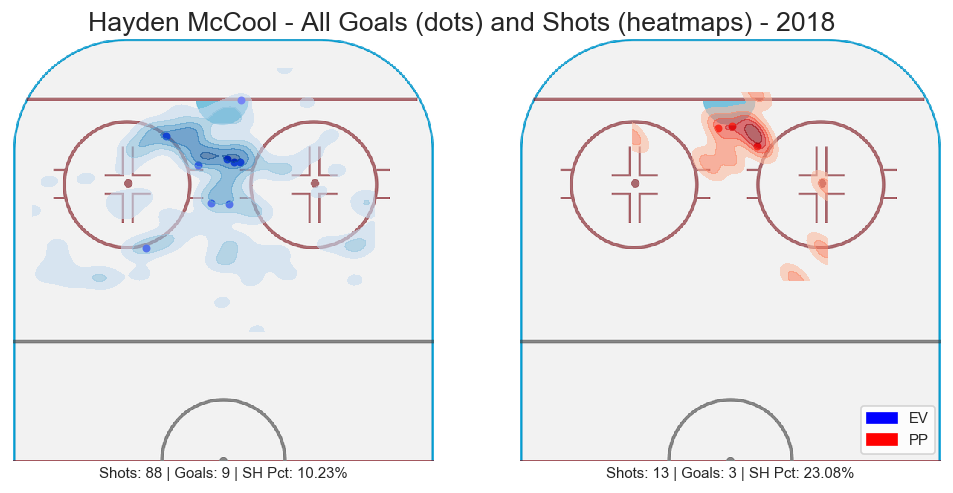 Hayden McCool - All Goals (dots) and Shots (heatmaps) - 2018
EV
PP
Shots: 88 | Goals: 9 | SH Pct: 10.23%
Shots: 13 | Goals: 3 | SH Pct: 23.08%